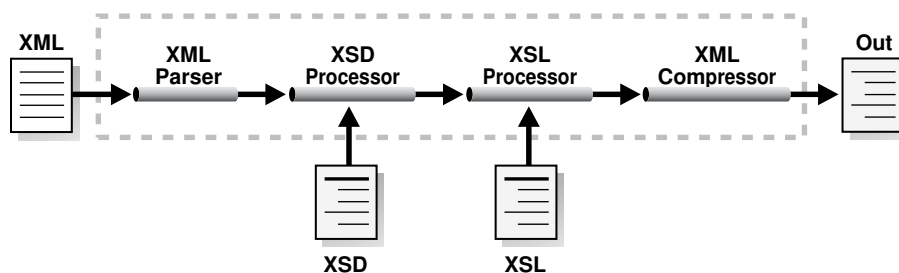 XML
XML
Parser
XSD
Processor
XSL
Processor
XML
Compressor
Out
XSD
XSL